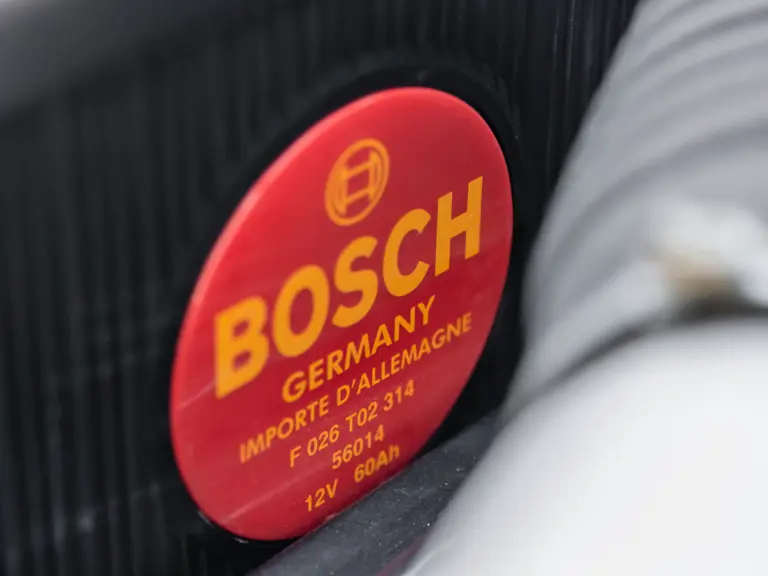 BOSCH
GERMANY
IMPORTE D'ALLEMAGNE
F 026 T02 314
56014
12V 60Ah